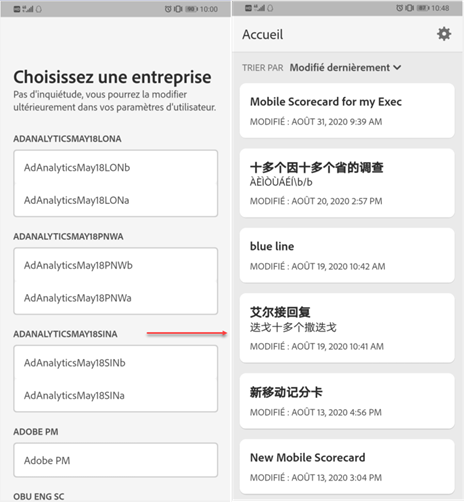 10:00
Choisissez une entreprise
Pas d'inquiétude, vous pourrez la modifier
ultérieurement dans vos paramètres d'utilisateur.
ADANALYTICSMAY18LONA
AdAnalyticsMay18LONb
AdAnalyticsMay18LONa
ADANALYTICSMAY18PNWA
AdAnalyticsMay18PNWb
AdAnalyticsMay18PNWa
ADANALYTICSMAY18SINA
AdAnalyticsMay18SINb
AdAnalyticsMay18SINa
ADOBE PM
Adobe PM
OBU ENG SC
10:48
Accueil
TRIER PAR Modifié dernièrement
Mobile Scorecard for my Exec
MODIFIÉ : AOÛT 31, 2020 9:39 AM
十多个因十多个省的调查
ÀÈÌÒÙÁÉÍ\b/b
MODIFIÉ : AOÛT 20, 2020 2:57 PM
blue line
MODIFIÉ : AOÛT 19, 2020 10:42 AM
艾尔接回复
迭戈十多个撤迭戈
MODIFIÉ : AOÛT 19, 2020 10:41 AM
新移动记分卡
MODIFIÉ : AOÛT 13, 2020 4:56 PM
New Mobile Scorecard
MODIFIÉ : AOÛT 13, 2020 3:04 PM